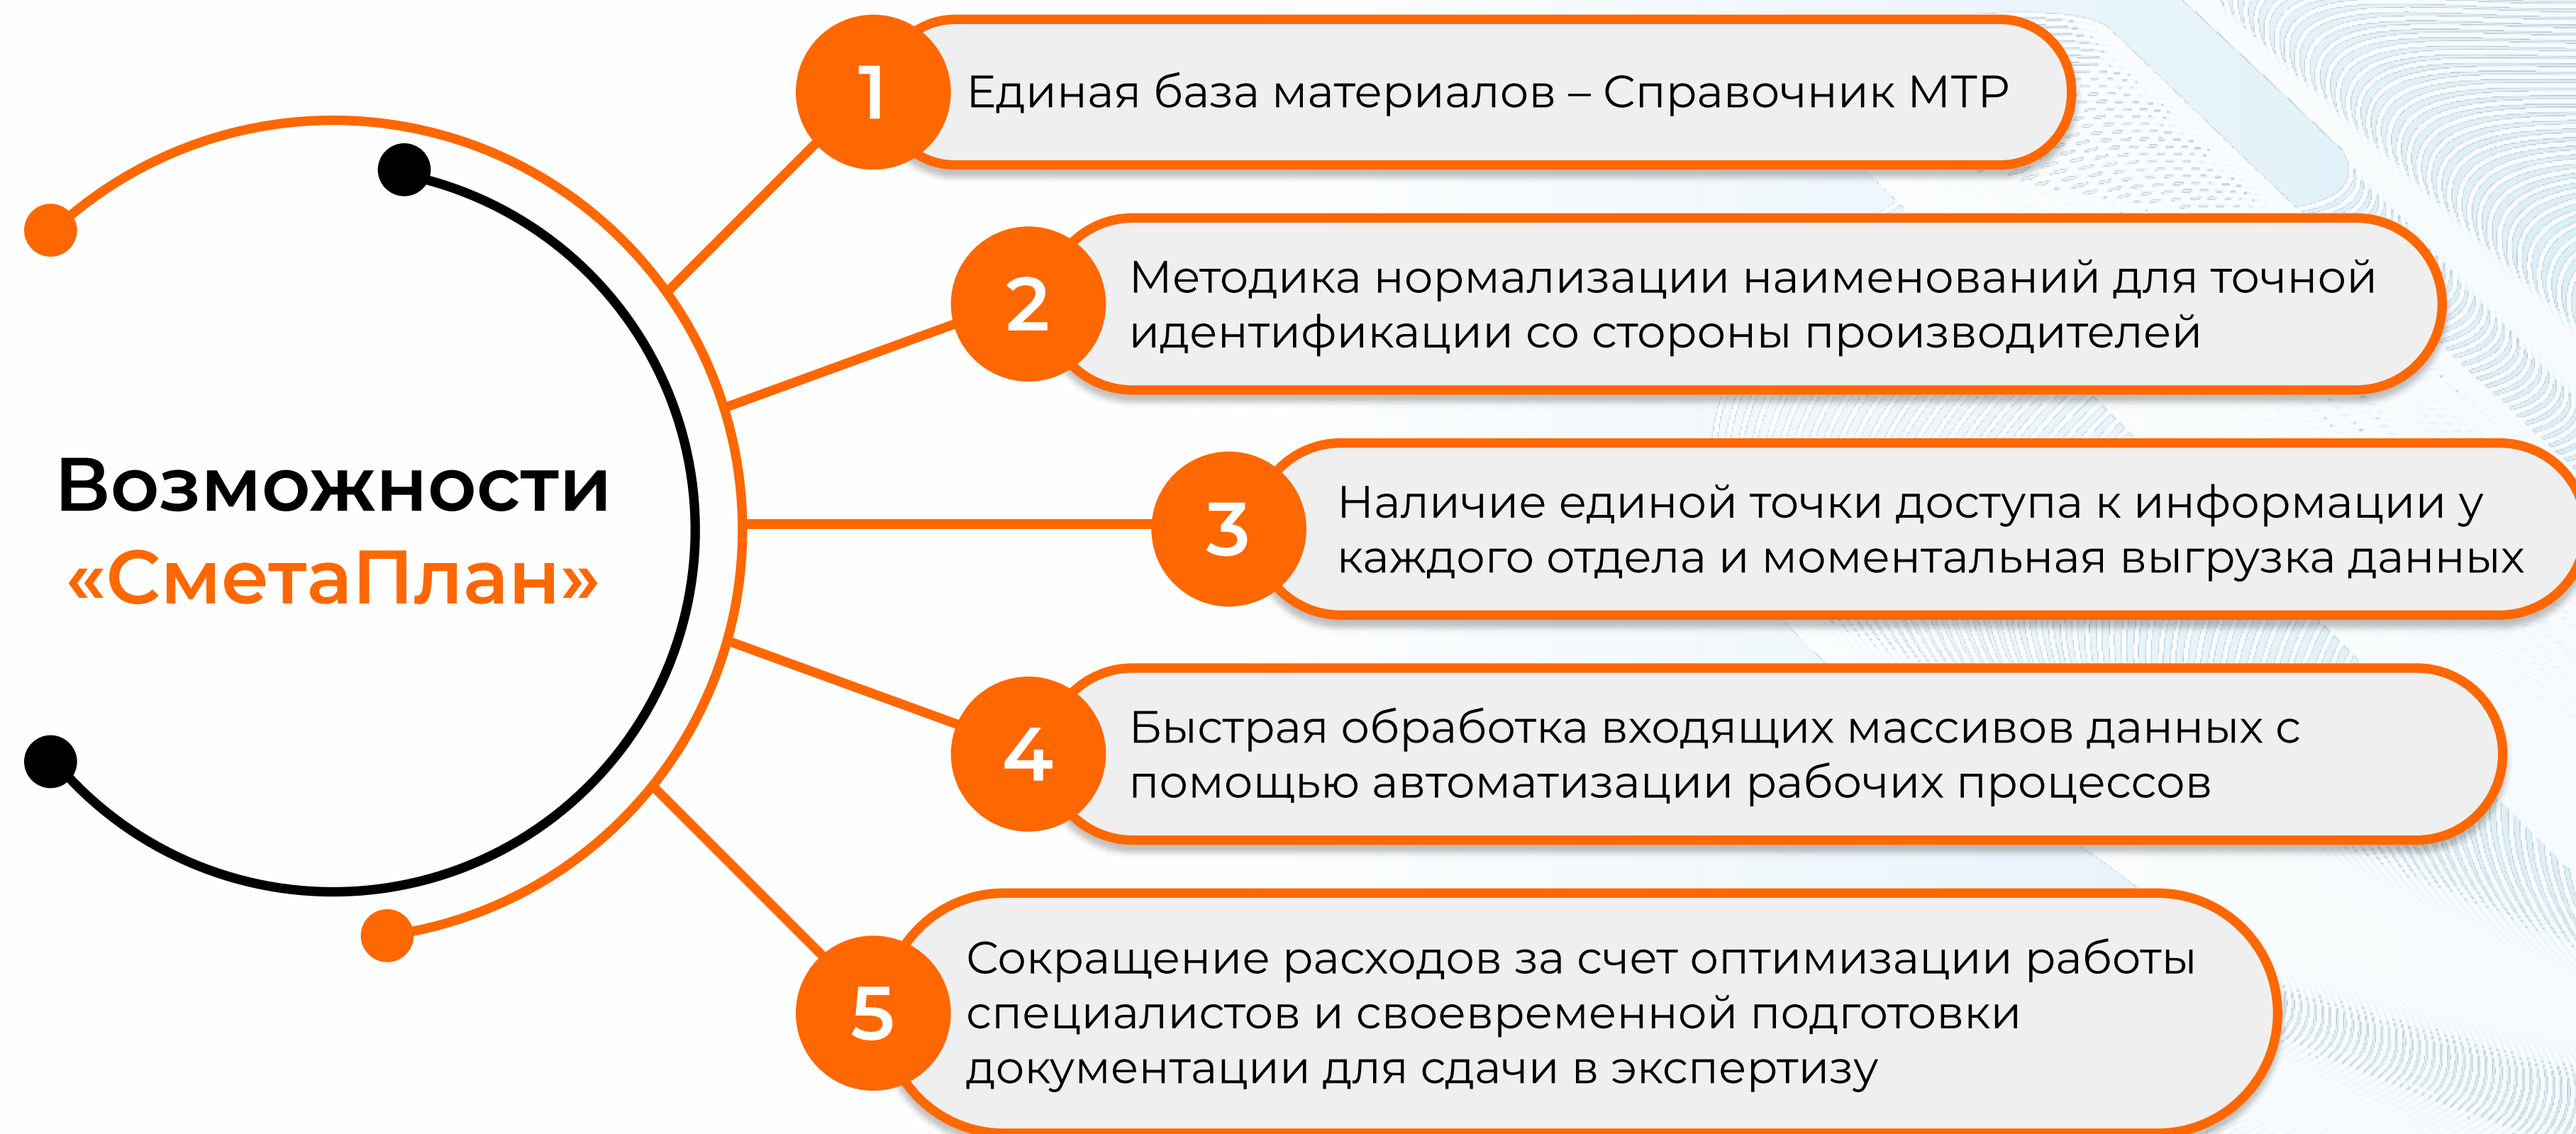 Возможности
«СметаПлан»
1
Единая база материалов – Справочник МТР
2
Методика нормализации наименований для точной
идентификации со стороны производителей
3
Наличие единой точки доступа к информации у
каждого отдела и моментальная выгрузка данных
4
Быстрая обработка входящих массивов данных с
помощью автоматизации рабочих процессов
5
Сокращение расходов за счет оптимизации работы
специалистов и своевременной подготовки
документации для сдачи в экспертизу